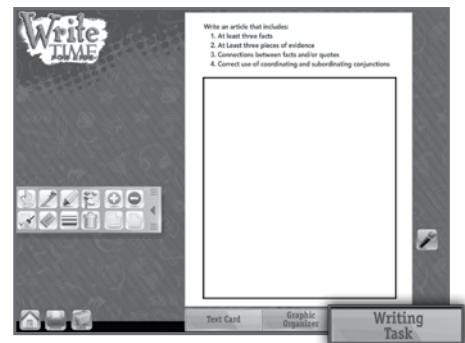 Write
TIME
FOR KIDS
Write an article that includes:
1. At least three facts
2. At Least three pieces of evidence
3. Connections between facts and/or quotes
4. Correct use of coordinating and subordinating conjunctions
Text Card
Graphic
Organizer
Writing
Task